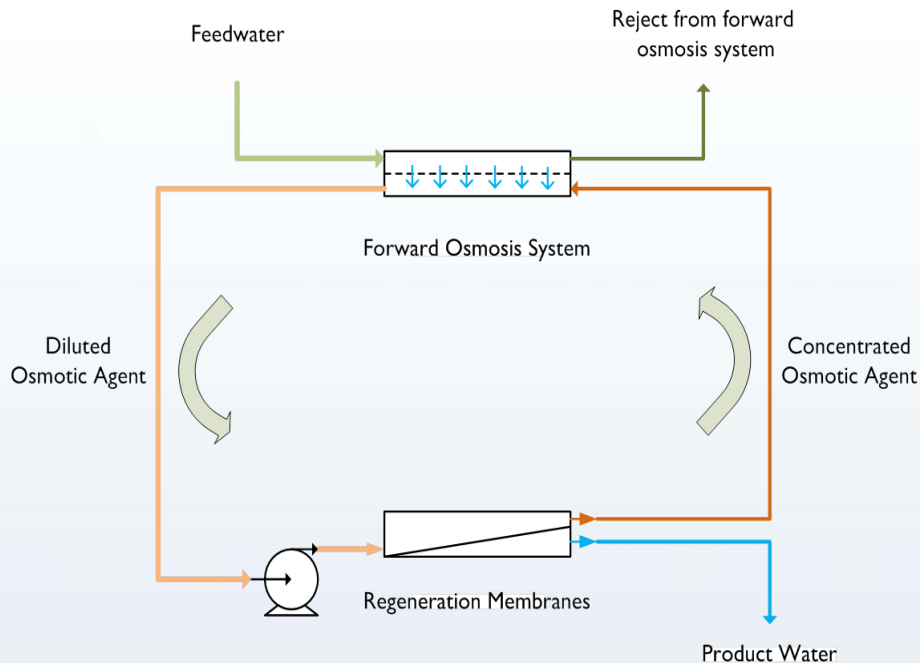 Feedwater
Reject from forward
osmosis system
Forward Osmosis System
Diluted
Osmotic Agent
Concentrated
Osmotic Agent
Regeneration Membranes
Product Water